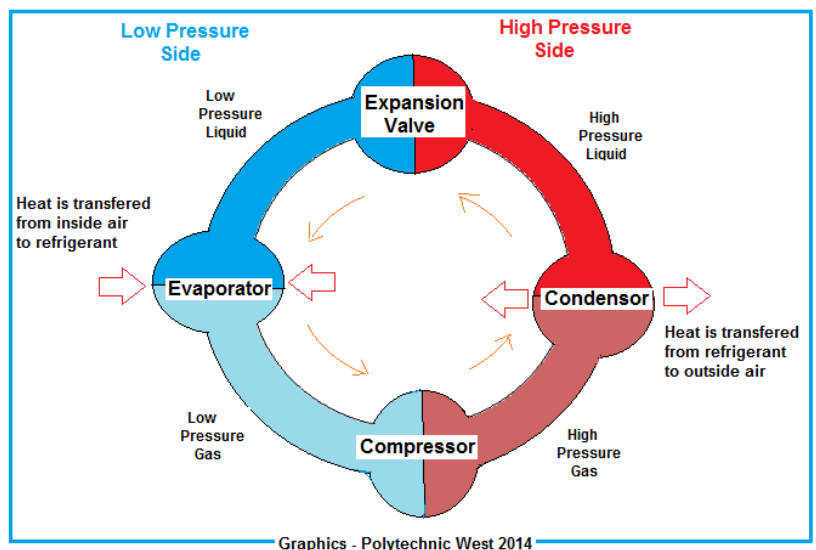 Low Pressure
Side
High Pressure
Side
Low
Pressure
Liquid
Expansion
Valve
High
Pressure
Liquid
Heat is transfered
from inside air
to refrigerant
Evaporator
Condensor
Heat is transfered
from refrigerant
to outside air
Low
Pressure
Gas
Compressor
High
Pressure
Gas
Graphics - Polytechnic West 2014